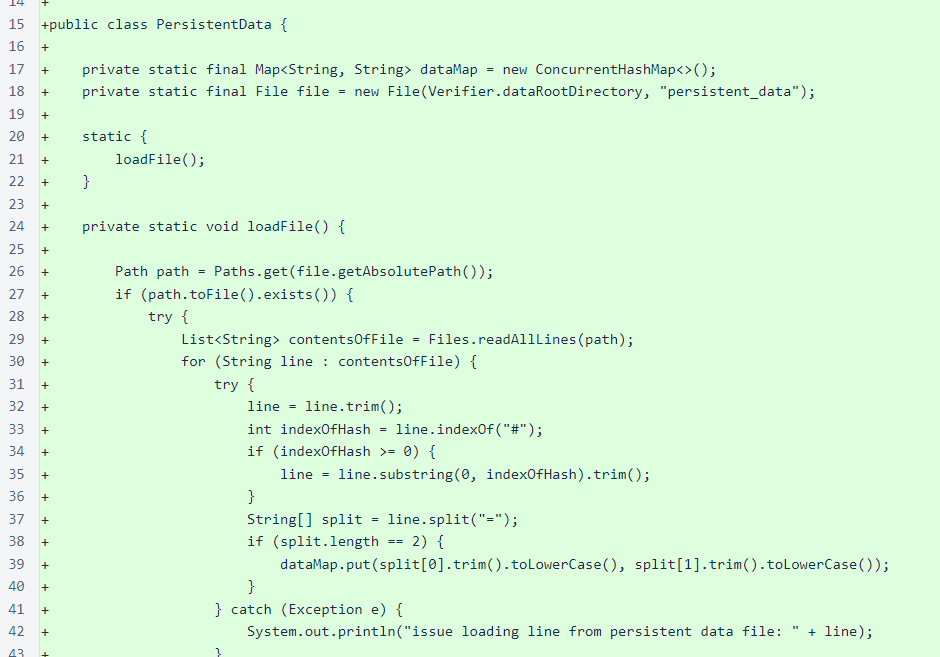 14 +
15 +public class PersistentData {
16 +
17 +    private static final Map<String, String> dataMap = new ConcurrentHashMap<>();
18 +    private static final File file = new File(Verifier.dataRootDirectory, "persistent_data");
19 +
20 +    static {
21 +        loadFile();
22 +    }
23 +
24 +    private static void loadFile() {
25 +
26 +        Path path = Paths.get(file.getAbsolutePath());
27 +        if (path.toFile().exists()) {
28 +            try {
29 +                List<String> contentsOfFile = Files.readAllLines(path);
30 +                for (String line : contentsOfFile) {
31 +                    try {
32 +                        line = line.trim();
33 +                        int indexOfHash = line.indexOf("#");
34 +                        if (indexOfHash >= 0) {
35 +                            line = line.substring(0, indexOfHash).trim();
36 +                        }
37 +                        String[] split = line.split("=");
38 +                        if (split.length == 2) {
39 +                            dataMap.put(split[0].trim().toLowerCase(), split[1].trim().toLowerCase());
40 +                        }
41 +                    } catch (Exception e) {
42 +                        System.out.println("issue loading line from persistent data file: " + line);
43 +                    }